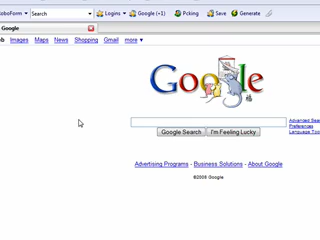 RoboForm Search Logins Google (+1) Pcking Save Generate
Google
Images Maps News Shopping Gmail more
Google
Advanced Sea
Preferences
Language Too
Google Search I'm Feeling Lucky
Advertising Programs - Business Solutions - About Google
©2008 Google